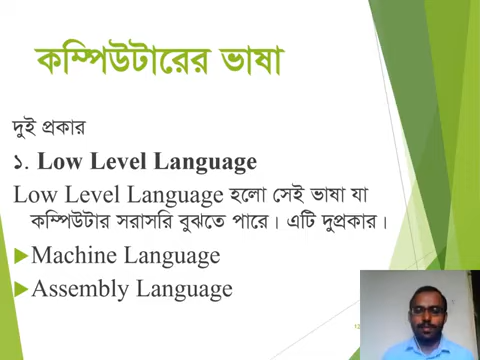 কম্পিউটারের ভাষা
দুই প্রকার
১. Low Level Language
Low Level Language হলো সেই ভাষা যা
কম্পিউটার সরাসরি বুঝতে পারে। এটি দুপ্রকার।
Machine Language
Assembly Language